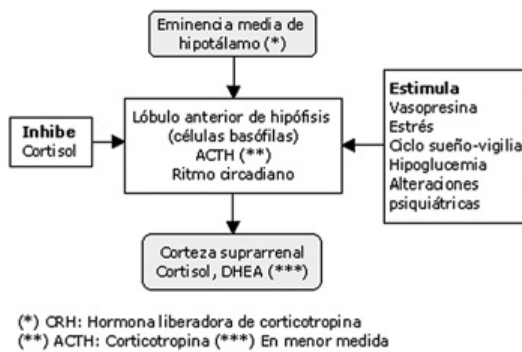 Eminencia media de
hipotálamo (*)
Inhibe
Cortisol
Lóbulo anterior de hipófisis
(células basófilas)
ACTH (**)
Ritmo circadiano
Estimula
Vasopresina
Estrés
Ciclo sueño-vigilia
Hipoglucemia
Alteraciones
psiquiátricas
Corteza suprarrenal
Cortisol, DHEA (***)
(*) CRH: Hormona liberadora de corticotropina
(**) ACTH: Corticotropina (***) En menor medida